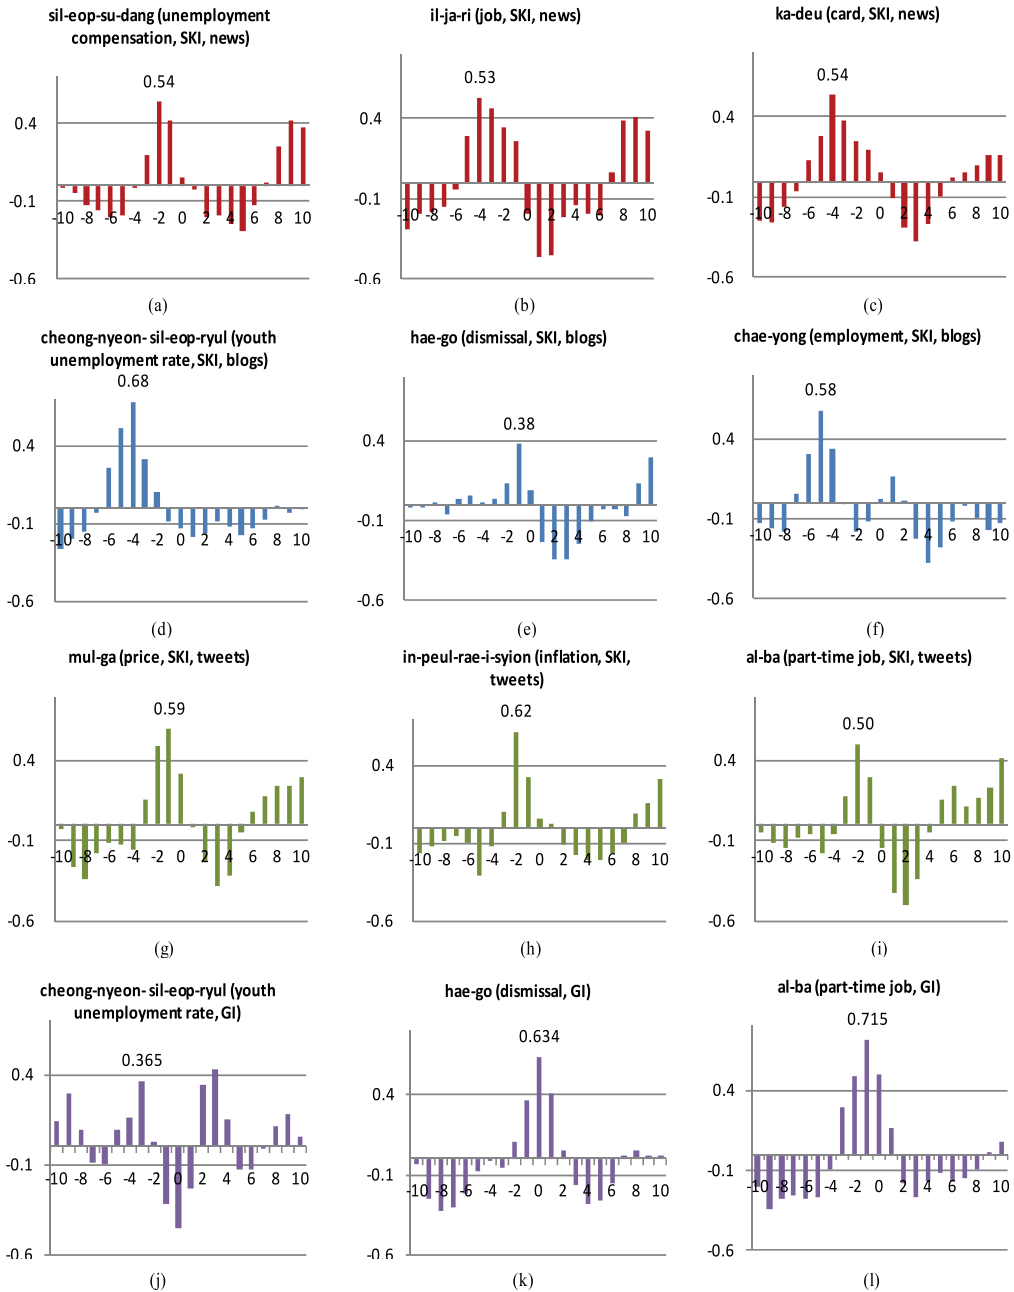 sil-eop-su-dang (unemployment
compensation, SKI, news)
0.54
0.4
-0.1
-10 -8 -6 -4 -2 0 2 4 6 8 10
-0.6
(a)
il-ja-ri (job, SKI, news)
0.53
0.4
-0.1
-10 -8 -6 -4 -2 0 2 4 6 8 10
-0.6
(b)
ka-deu (card, SKI, news)
0.54
0.4
-0.1
-10 -8 -6 -4 -2 0 2 4 6 8 10
-0.6
(c)
cheong-nyeon- sil-eop-ryul (youth
unemployment rate, SKI, blogs)
0.68
0.4
-0.1
-10 -8 -6 -4 -2 0 2 4 6 8 10
-0.6
(d)
hae-go (dismissal, SKI, blogs)
0.38
0.4
-0.1
-10 -8 -6 -4 -2 0 2 4 6 8 10
-0.6
(e)
chae-yong (employment, SKI, blogs)
0.58
0.4
-0.1
-10 -8 -6 -4 -2 0 2 4 6 8 10
-0.6
(f)
mul-ga (price, SKI, tweets)
0.59
0.4
-0.1
-10 -8 -6 -4 -2 0 2 4 6 8 10
-0.6
(g)
in-peul-rae-i-syion (inflation, SKI,
tweets)
0.62
0.4
-0.1
-10 -8 -6 -4 -2 0 2 4 6 8 10
-0.6
(h)
al-ba (part-time job, SKI, tweets)
0.50
0.4
-0.1
-10 -8 -6 -4 -2 0 2 4 6 8 10
-0.6
(i)
cheong-nyeon- sil-eop-ryul (youth
unemployment rate, GI)
0.365
0.4
-0.1
-10 -8 -6 -4 -2 0 2 4 6 8 10
-0.6
(j)
hae-go (dismissal, GI)
0.634
0.4
-0.1
-10 -8 -6 -4 -2 0 2 4 6 8 10
-0.6
(k)
al-ba (part-time job, GI)
0.715
0.4
-0.1
-10 -8 -6 -4 -2 0 2 4 6 8 10
-0.6
(l)